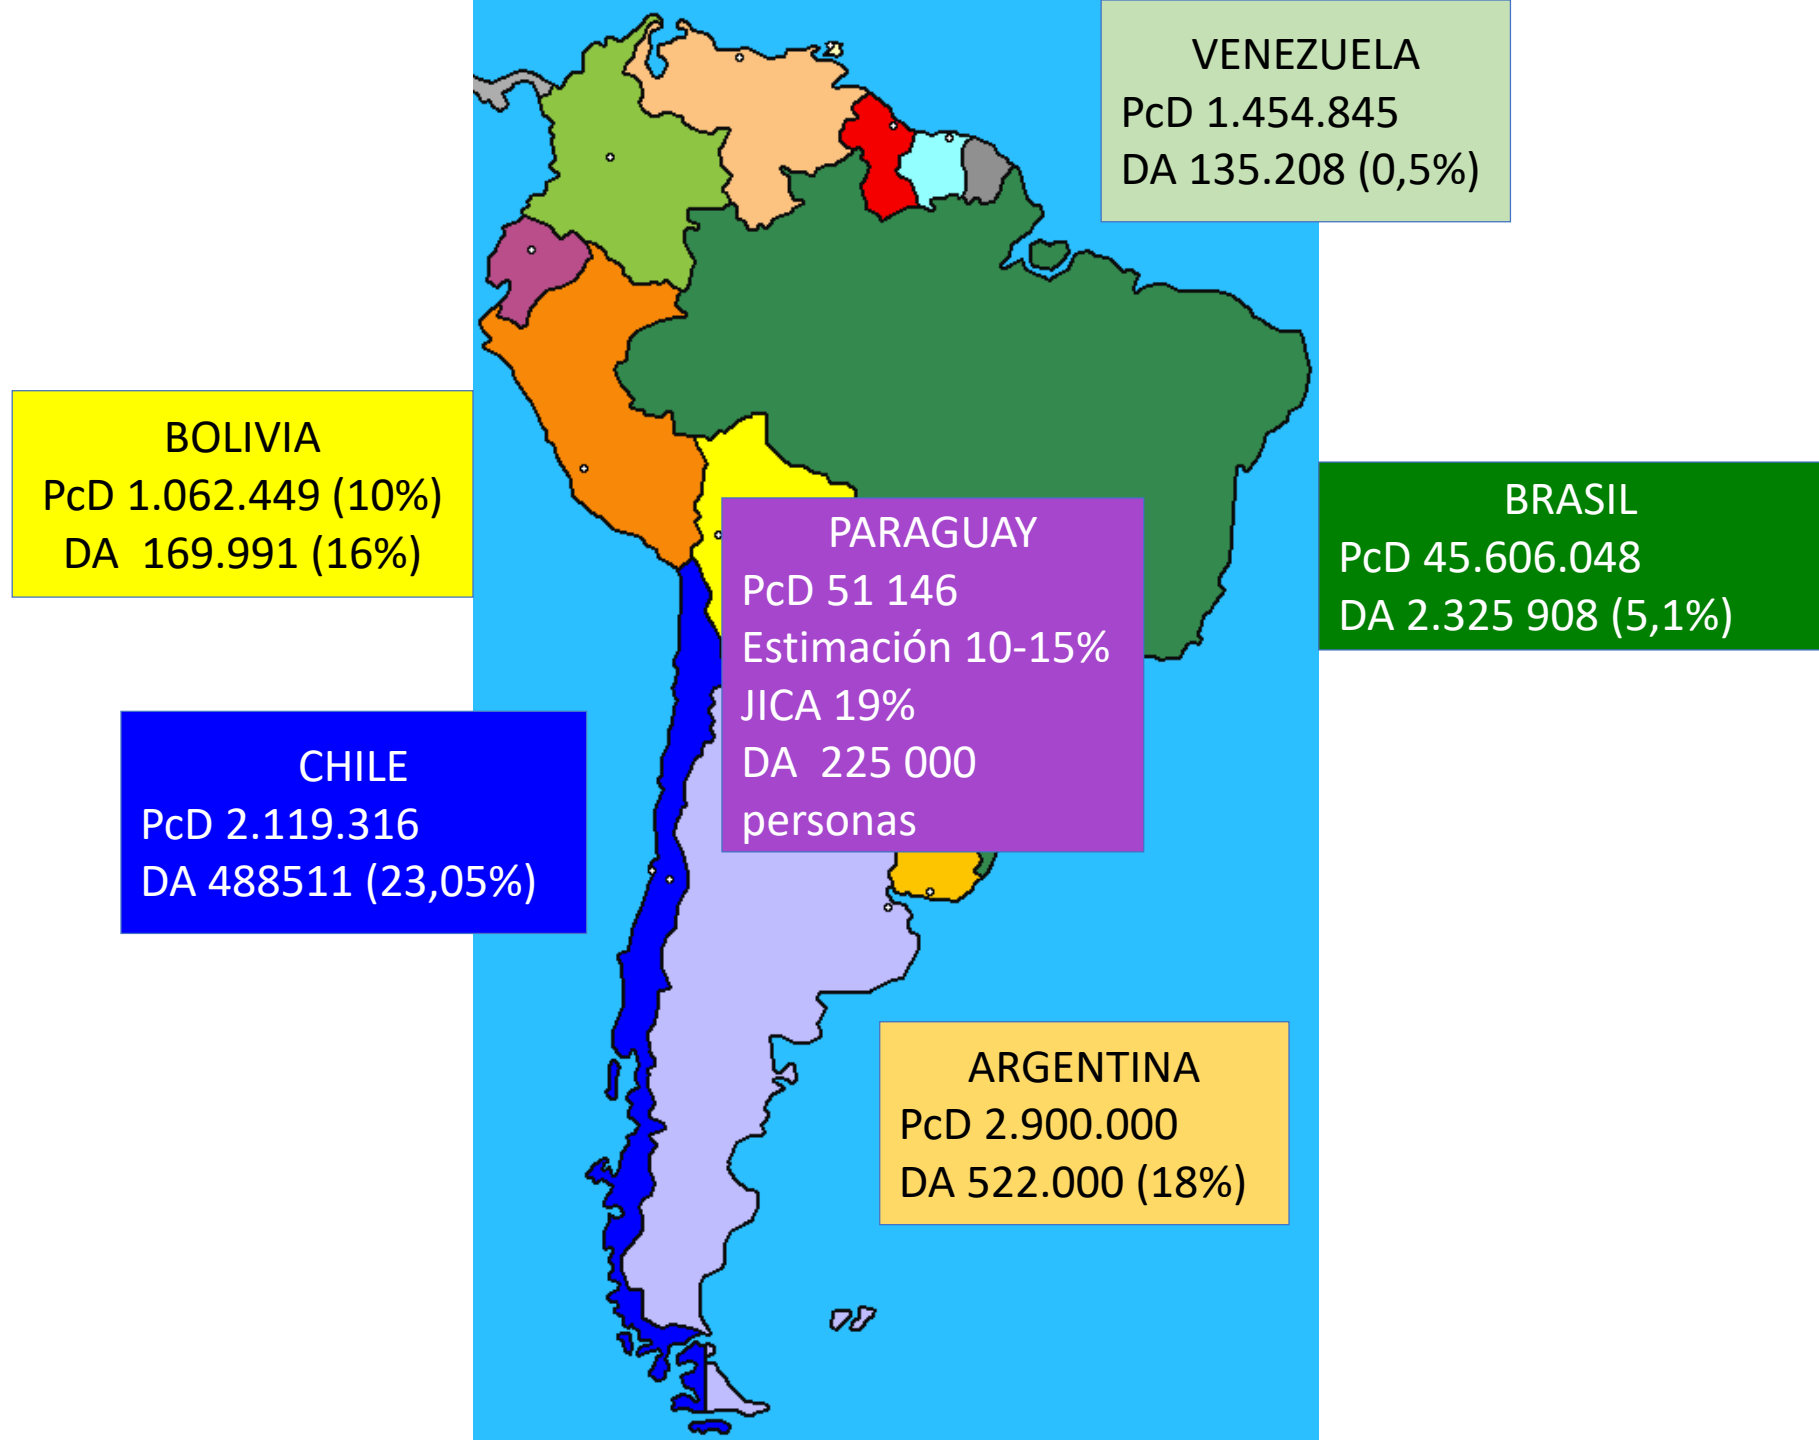 VENEZUELA
PcD 1.454.845
DA 135.208 (0,5%)
BOLIVIA
PcD 1.062.449 (10%)
DA  169.991 (16%)
BRASIL
PcD 45.606.048
DA 2.325 908 (5,1%)
PARAGUAY
PcD 51 146
Estimación 10-15%
JICA 19%
DA  225 000
personas
CHILE
PcD 2.119.316
DA 488511 (23,05%)
ARGENTINA
PcD 2.900.000
DA 522.000 (18%)